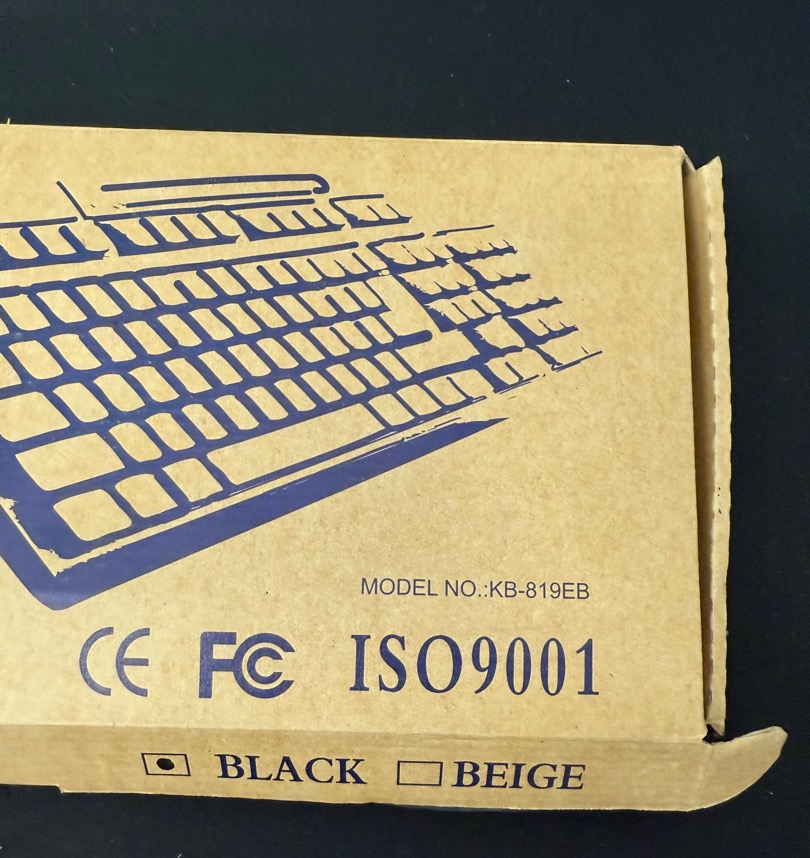 MODEL NO.:KB-819EB
CE FC ISO9001
BLACK BEIGE